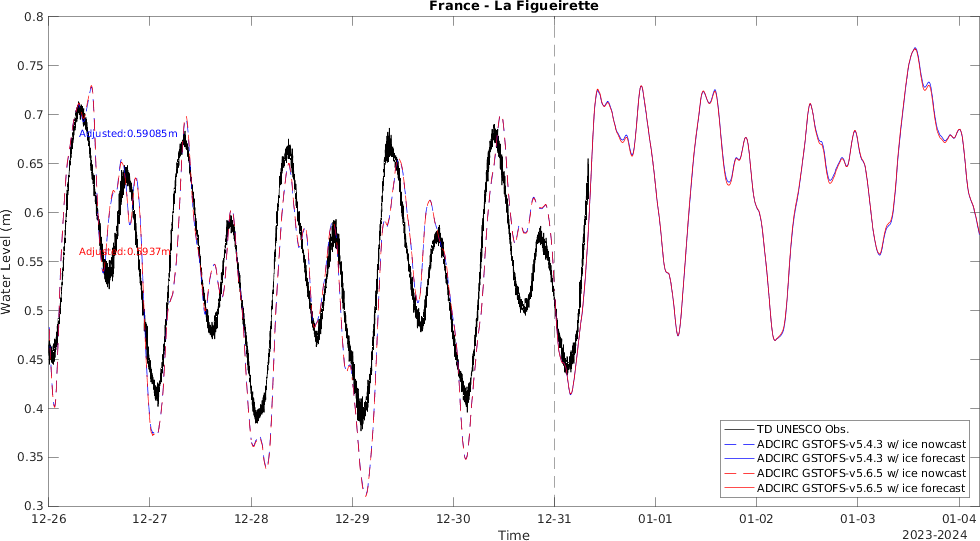 France - La Figueirette
0.8
0.75
0.7
0.65
0.6
0.55
0.5
0.45
0.4
0.35
0.3
Water Level (m)
Adjusted:0.59085m
TD UNESCO Obs.
ADCIRC GSTOFS-v5.4.3 w/ ice nowcast
ADCIRC GSTOFS-v5.4.3 w/ ice forecast
ADCIRC GSTOFS-v5.6.5 w/ ice nowcast
ADCIRC GSTOFS-v5.6.5 w/ ice forecast
12-26 12-27 12-28 12-29 12-30 12-31 01-01 01-02 01-03 01-04
Time
2023-2024